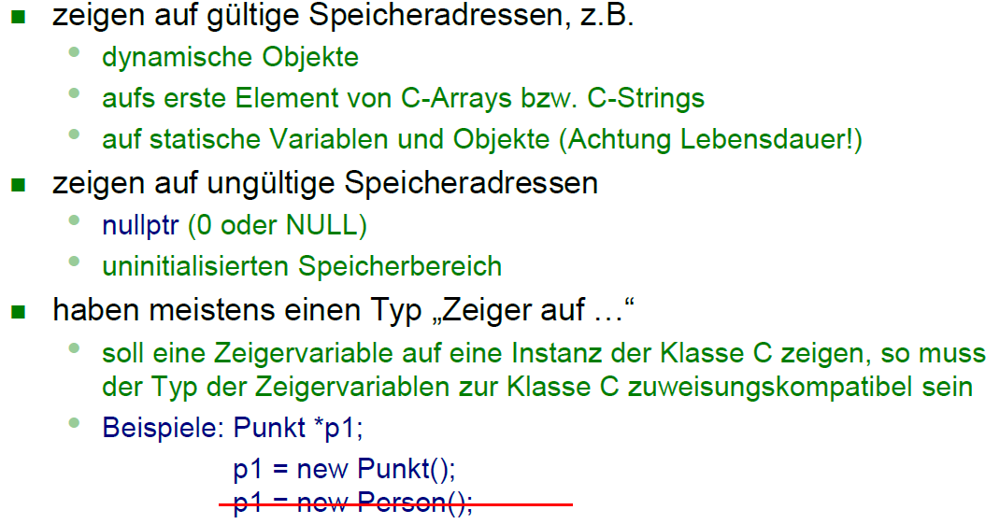 zeigen auf gültige Speicheradressen, z.B.
dynamische Objekte
aufs erste Element von C-Arrays bzw. C-Strings
auf statische Variablen und Objekte (Achtung Lebensdauer!)
zeigen auf ungültige Speicheradressen
nullptr (0 oder NULL)
uninitialisierten Speicherbereich
haben meistens einen Typ „Zeiger auf …“
soll eine Zeigervariable auf eine Instanz der Klasse C zeigen, so muss
der Typ der Zeigervariablen zur Klasse C zuweisungskompatibel sein
Beispiele: Punkt *p1;
p1 = new Punkt();
p1 = new Person();